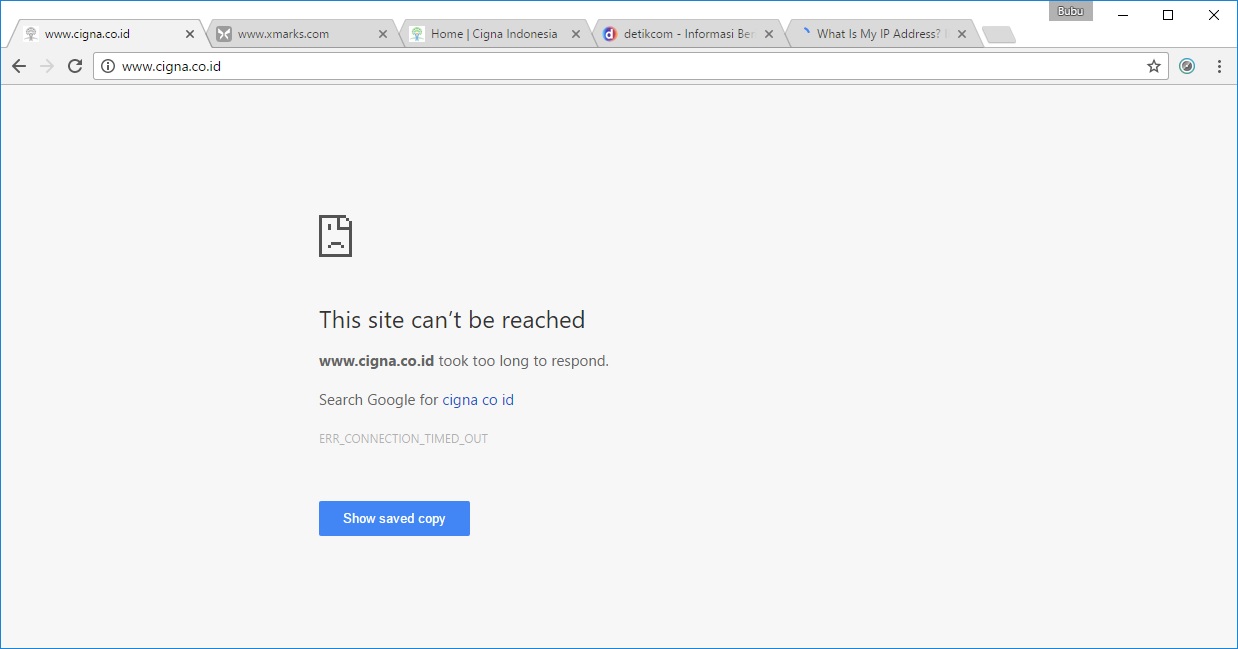 Bubu
www.cigna.co.id
www.xmarks.com
Home | Cigna Indonesia
detikcom - Informasi Ber
What Is My IP Address?
www.cigna.co.id
This site can’t be reached
www.cigna.co.id took too long to respond.
Search Google for cigna co id
ERR_CONNECTION_TIMED_OUT
Show saved copy